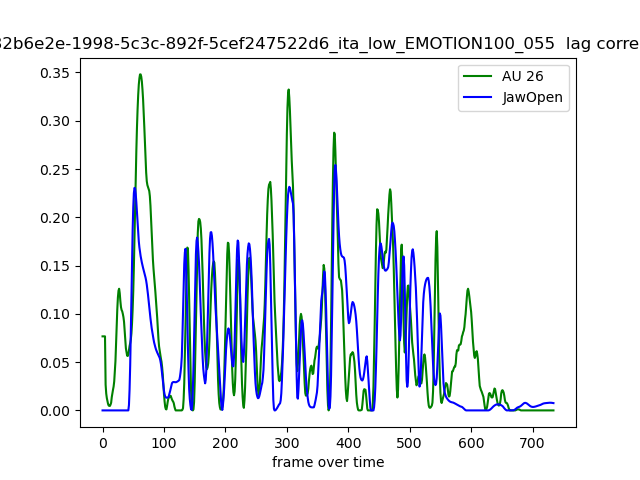 32b6e2e-1998-5c3c-892f-5cef247522d6_ita_low_EMOTION100_055 lag corre
AU 26
JawOpen
0.35
0.30
0.25
0.20
0.15
0.10
0.05
0.00
0 100 200 300 400 500 600 700
frame over time